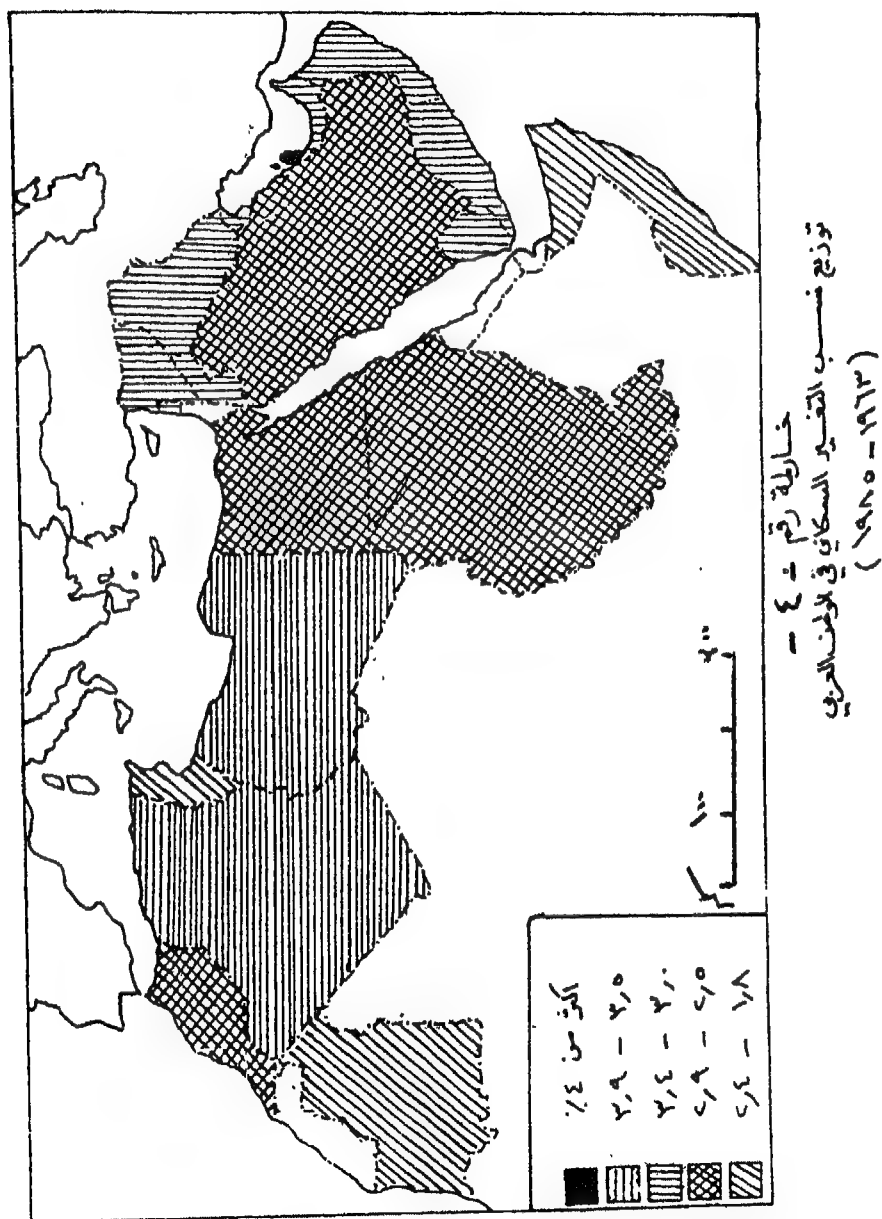 خارطة رقم - ٤ -
توزيع نسب التغير السكاني في الوطن العربي
(١٩٦٣ - ١٩٨٥)
أكثر من ٤٪
٣,٥ - ٣,٩
٣,٠ - ٣,٤
٢,٥ - ٢,٩
١,٨ - ٢,٤